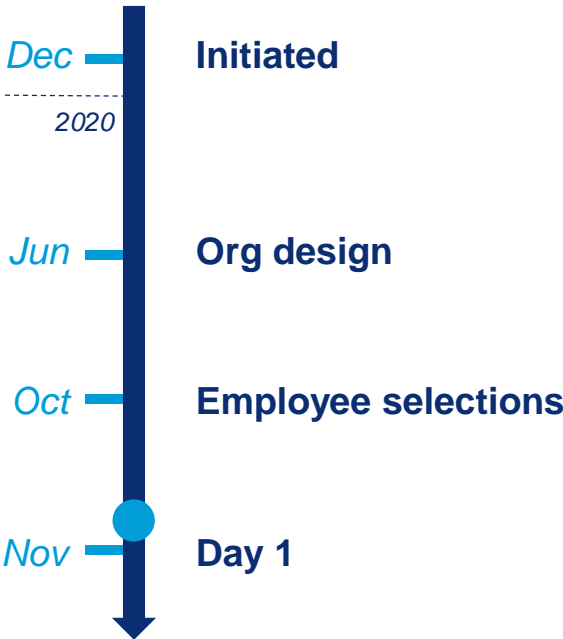 Dec Initiated
2020
Jun Org design
Oct Employee selections
Nov Day 1